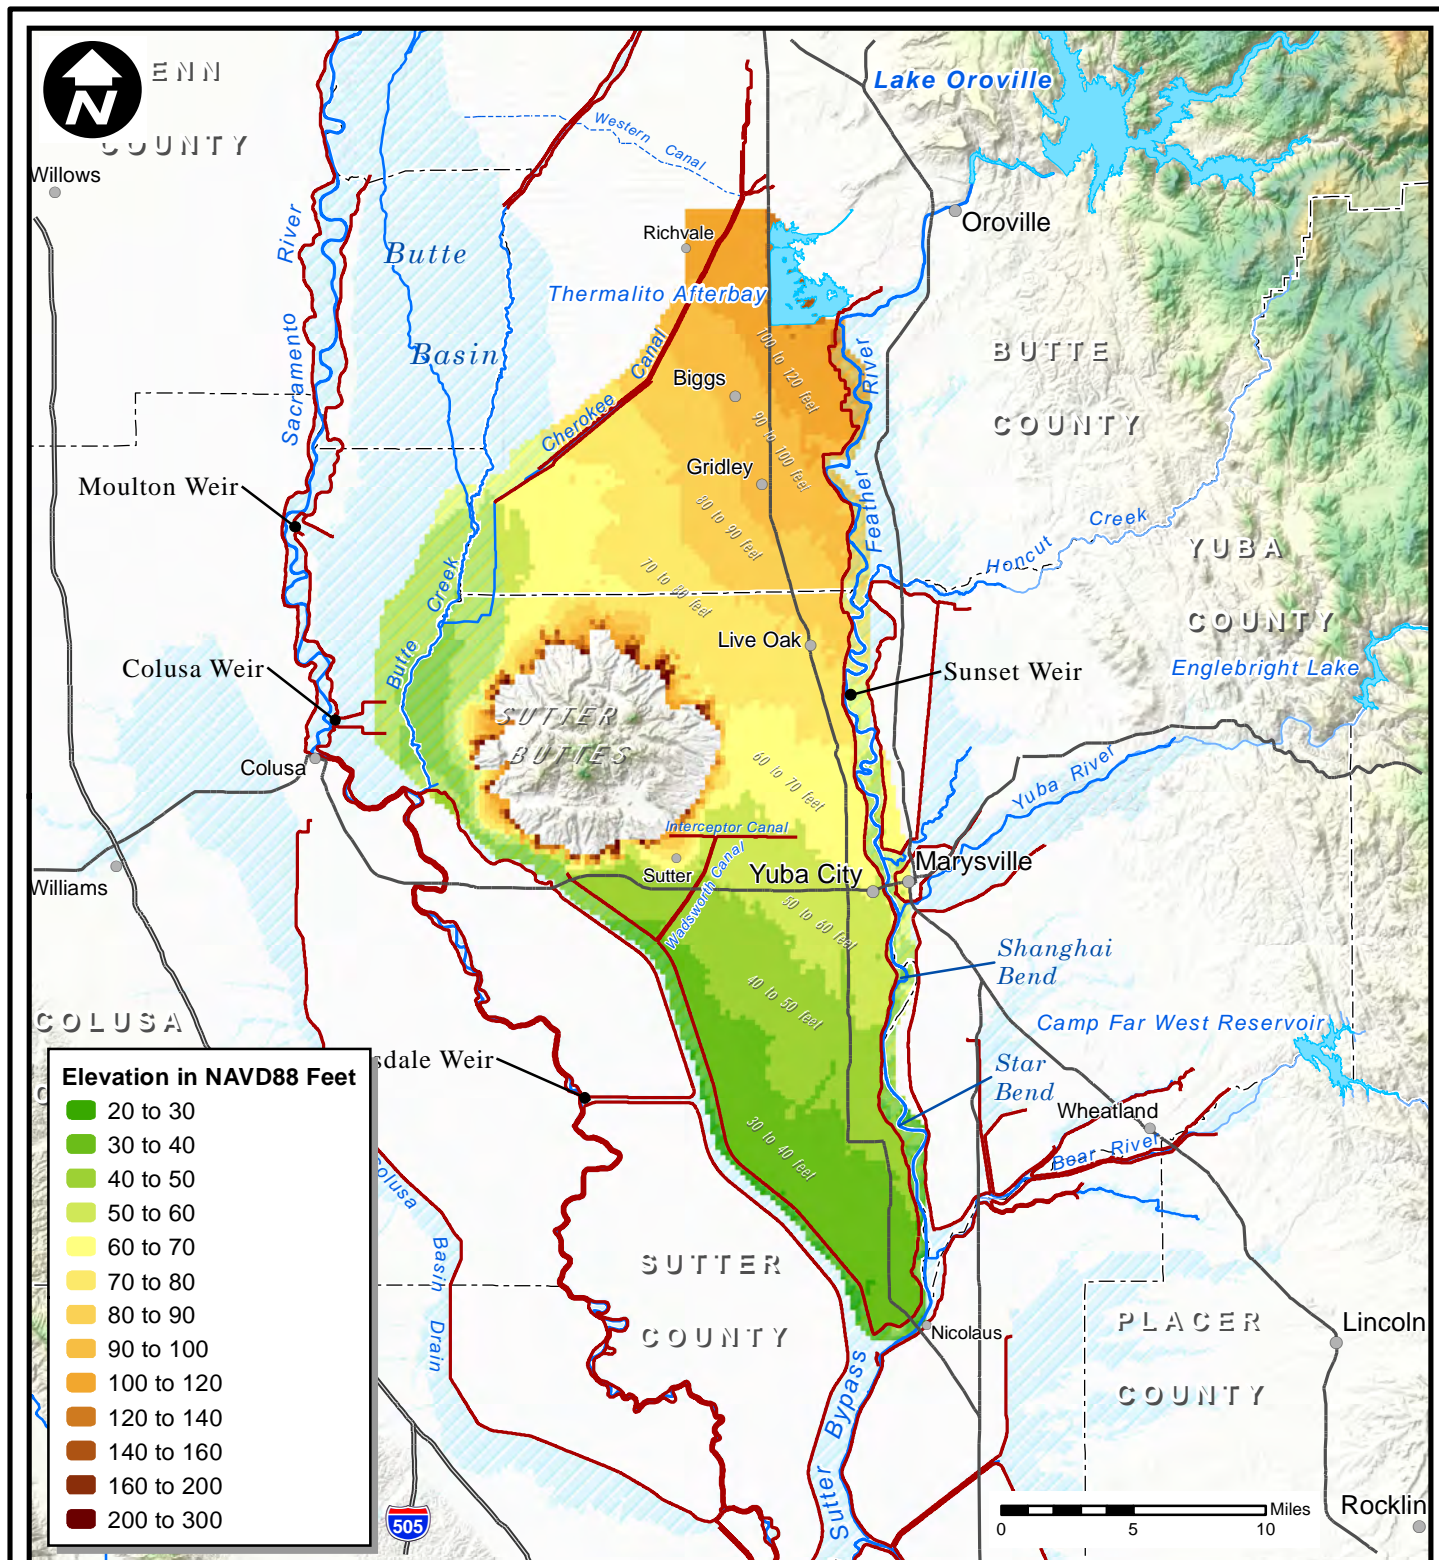 N
ENN
COUNTY
Willows
Lake Oroville
Western Canal
Oroville
Richvale
Butte
Basin
Sacramento River
Thermalito Afterbay
Cherokee Canal
100 to 120 feet
Biggs
90 to 100 feet
BUTTE
COUNTY
Feather River
Gridley
80 to 90 feet
Moulton Weir
Honcut Creek
YUBA
COUNTY
70 to 80 feet
Butte Creek
Live Oak
Colusa Weir
Sunset Weir
Englebright Lake
SUTTER
BUTTES
Colusa
60 to 70 feet
Yuba River
Interceptor Canal
Wadsworth Canal
Sutter
Yuba City
Marysville
Williams
50 to 60 feet
Shanghai
Bend
40 to 50 feet
COLUSA
C
Camp Far West Reservoir
sdale Weir
Star
Bend
Wheatland
30 to 40 feet
Bear River
Colusa Basin Drain
SUTTER
COUNTY
Nicolaus
PLACER
COUNTY
Lincoln
Sutter Bypass
Rocklin
505
Elevation in NAVD88 Feet
20 to 30
30 to 40
40 to 50
50 to 60
60 to 70
70 to 80
80 to 90
90 to 100
100 to 120
120 to 140
140 to 160
160 to 200
200 to 300
Miles
0 5 10